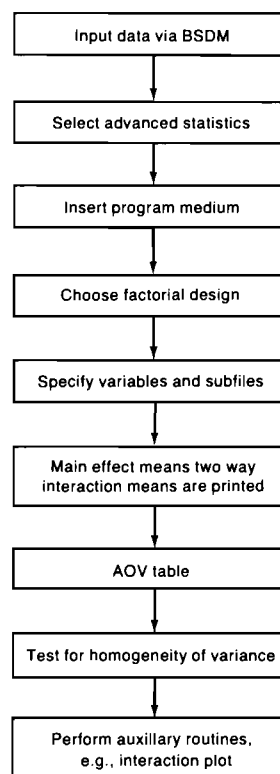 Input data via BSDM
Select advanced statistics
Insert program medium
Choose factorial design
Specify variables and subfiles
Main effect means two way
interaction means are printed
AOV table
Test for homogeneity of variance
Perform auxillary routines,
e.g., interaction plot